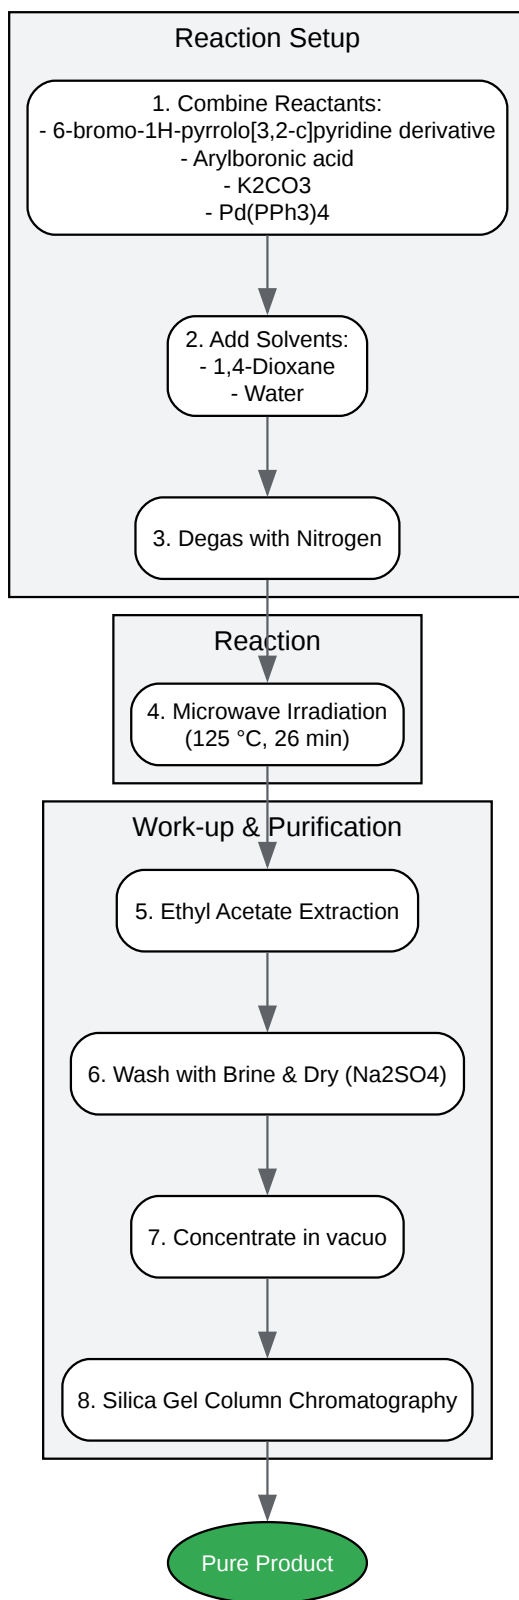 Reaction Setup
1. Combine Reactants:
- 6-bromo-1H-pyrrolo[3,2-c]pyridine derivative
- Arylboronic acid
- K2CO3
- Pd(PPh3)4
2. Add Solvents:
- 1,4-Dioxane
- Water
3. Degas with Nitrogen
Reaction
4. Microwave Irradiation
(125 °C, 26 min)
Work-up & Purification
5. Ethyl Acetate Extraction
6. Wash with Brine & Dry (Na2SO4)
7. Concentrate in vacuo
8. Silica Gel Column Chromatography
Pure Product